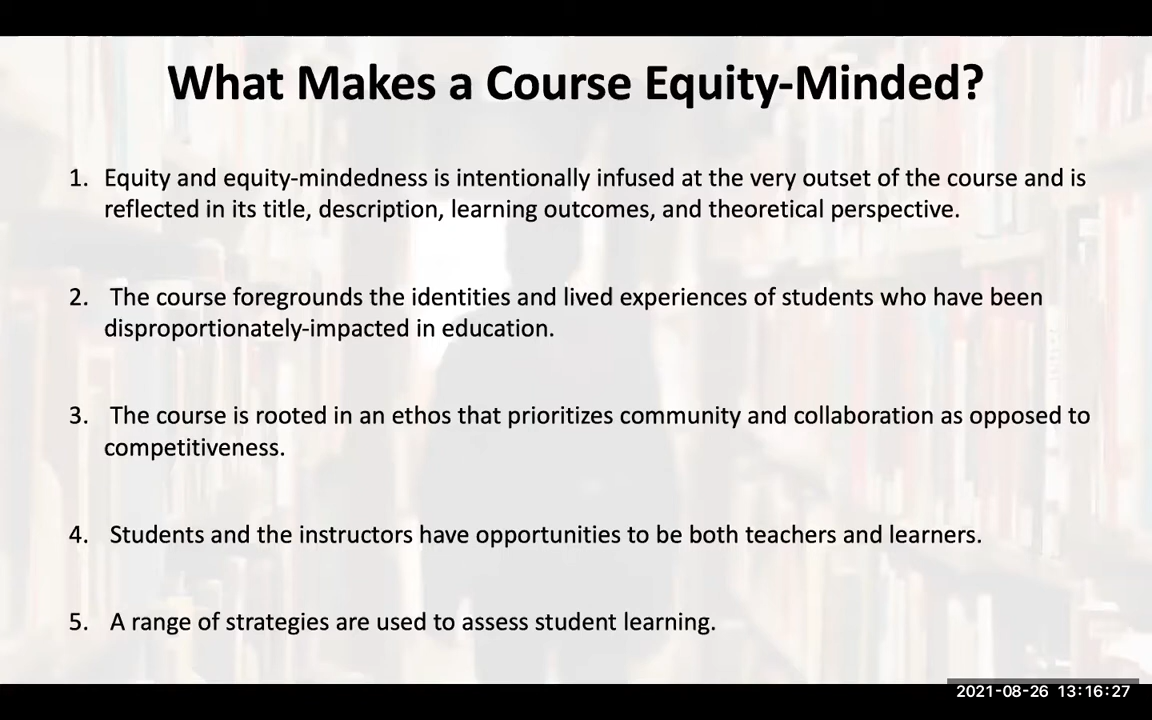 What Makes a Course Equity-Minded?
1. Equity and equity-mindedness is intentionally infused at the very outset of the course and is
reflected in its title, description, learning outcomes, and theoretical perspective.
2. The course foregrounds the identities and lived experiences of students who have been
disproportionately-impacted in education.
3. The course is rooted in an ethos that prioritizes community and collaboration as opposed to
competitiveness.
4. Students and the instructors have opportunities to be both teachers and learners.
5. A range of strategies are used to assess student learning.
2021-08-26 13:16:27